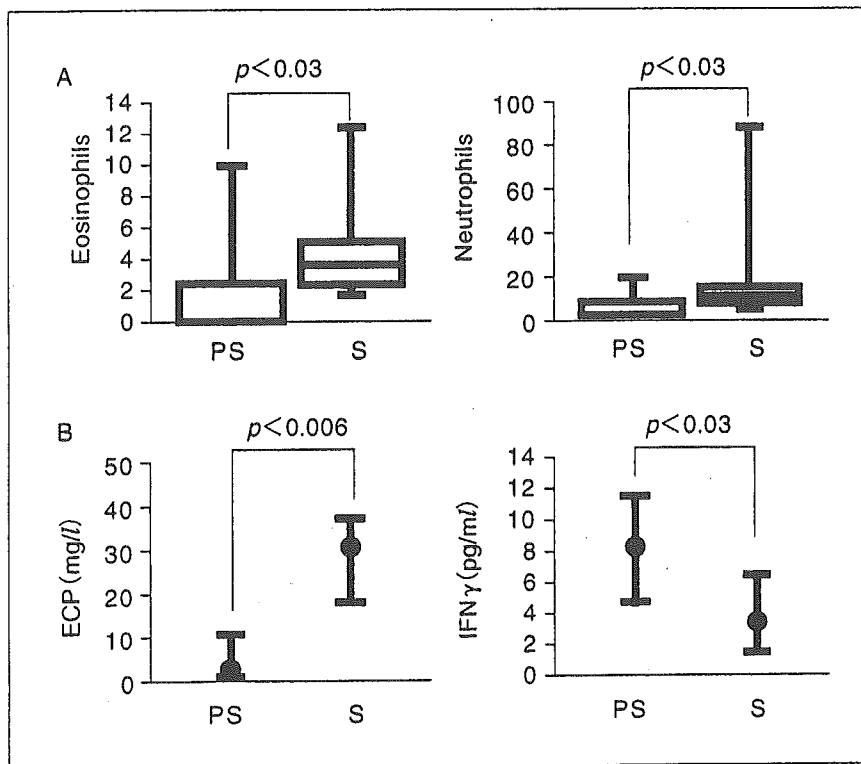 A
p<0.03
Eosinophils
14
12
10
8
6
4
2
0
PS
S
p<0.03
Neutrophils
100
80
60
40
20
0
PS
S
B
p<0.006
ECP (mg/l)
50
40
30
20
10
0
PS
S
p<0.03
IFNγ (pg/ml)
14
12
10
8
6
4
2
0
PS
S